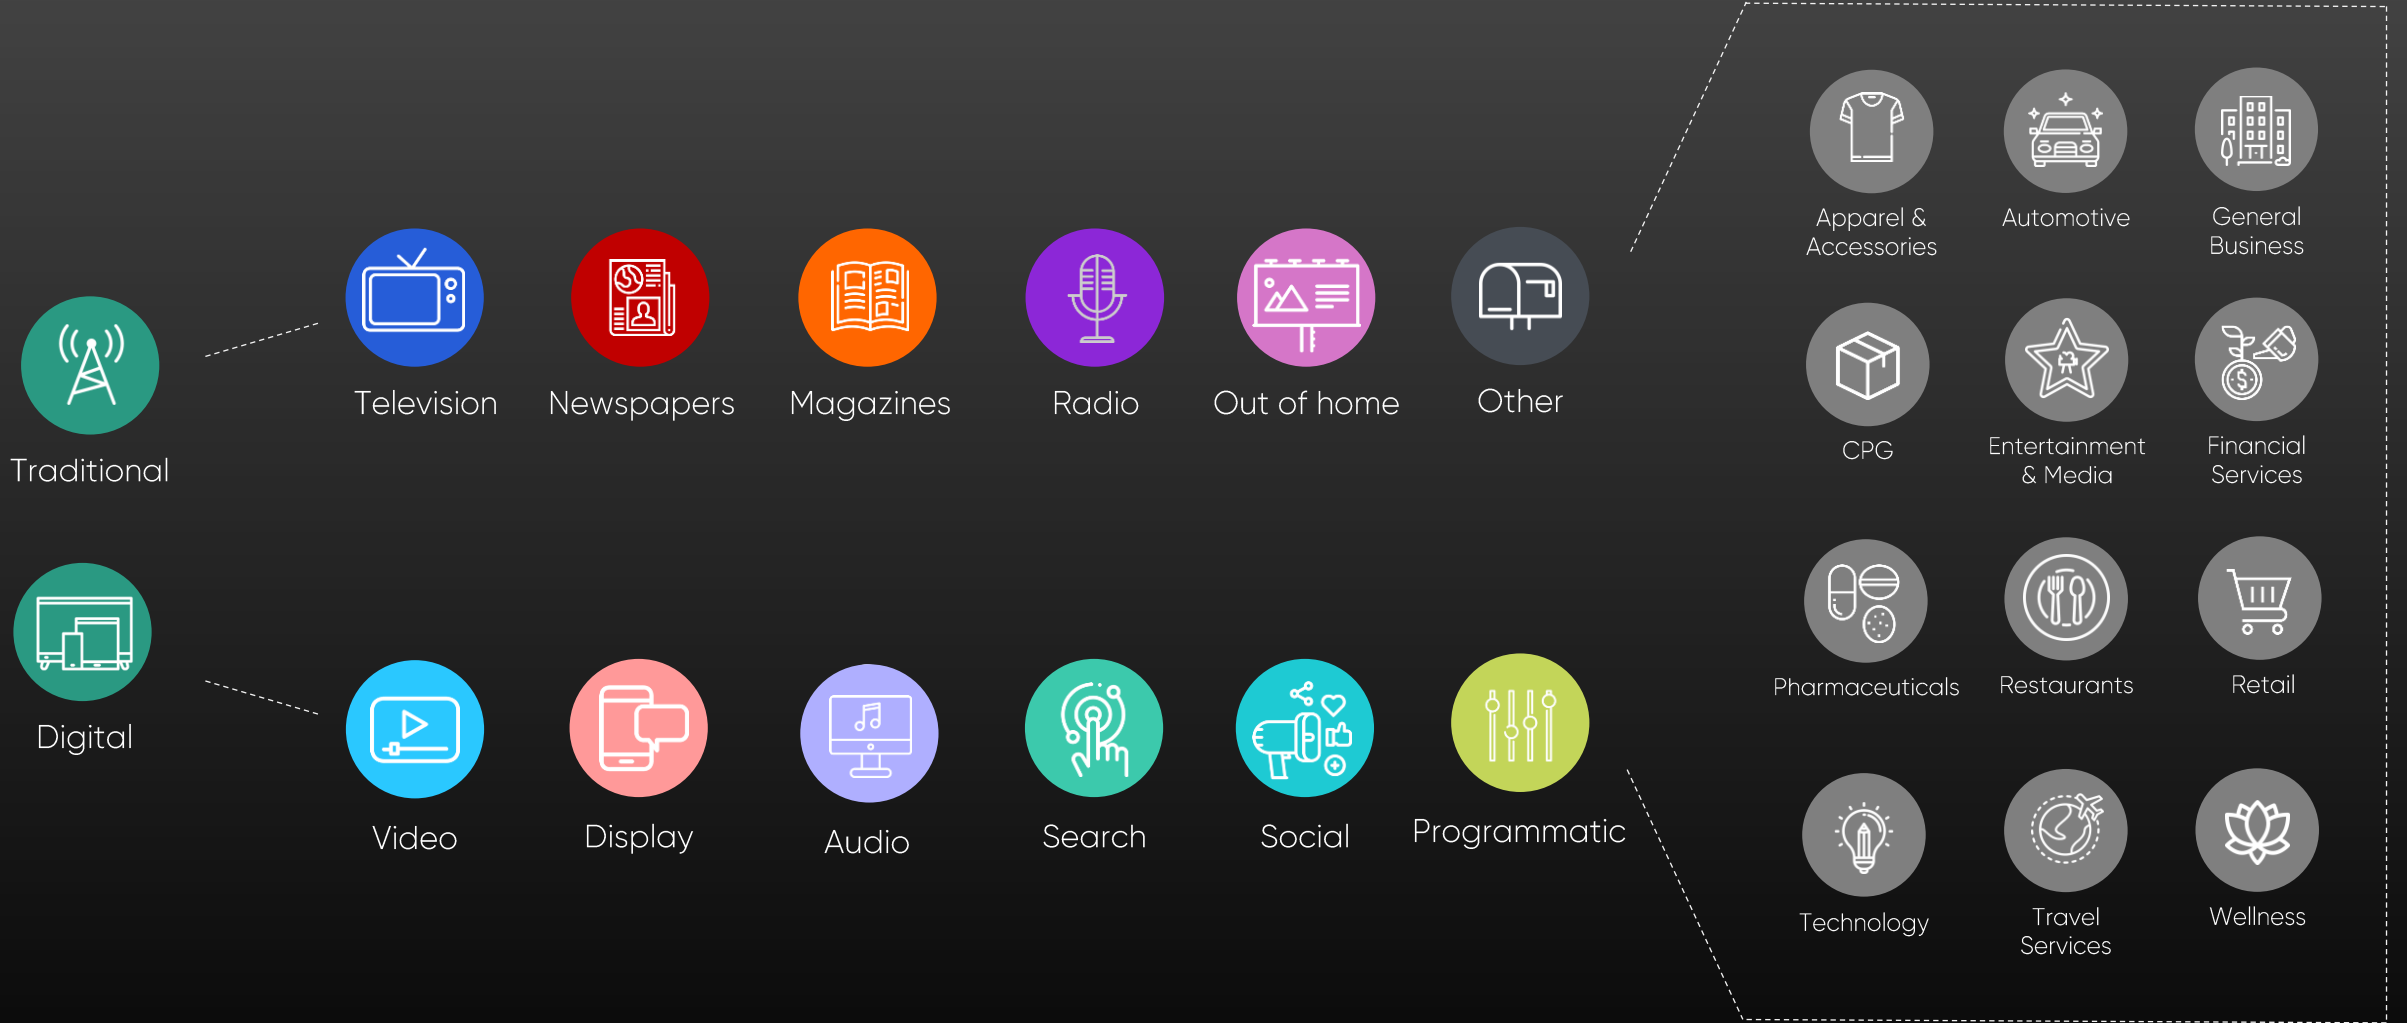 Traditional
Television
Newspapers
Magazines
Radio
Out of home
Other
Digital
Video
Display
Audio
Search
Social
Programmatic
Apparel &
Accessories
Automotive
General
Business
CPG
Entertainment
& Media
Financial
Services
Pharmaceuticals
Restaurants
Retail
Technology
Travel
Services
Wellness